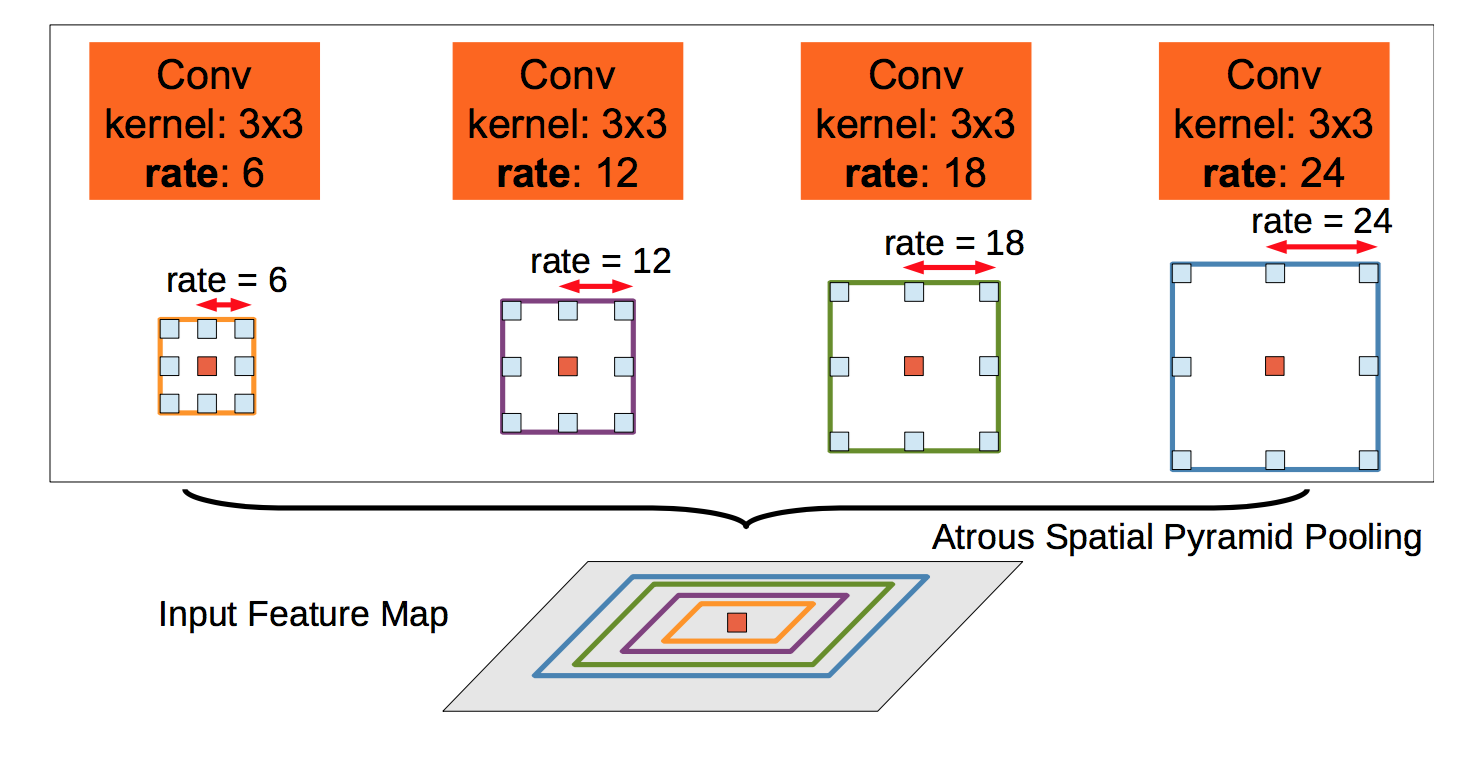 Conv
kernel: 3x3
rate: 6
Conv
kernel: 3x3
rate: 12
Conv
kernel: 3x3
rate: 18
Conv
kernel: 3x3
rate: 24
rate = 6
rate = 12
rate = 18
rate = 24
Atrous Spatial Pyramid Pooling
Input Feature Map